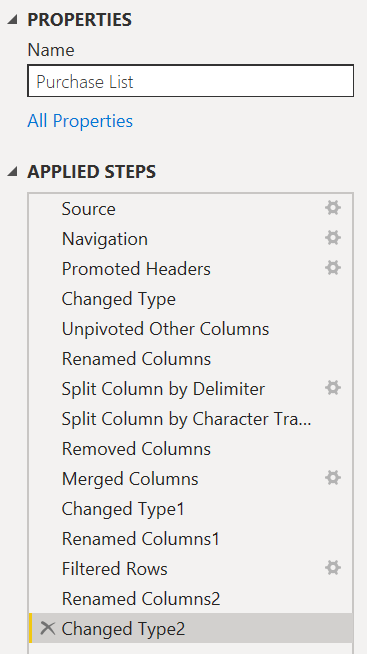 PROPERTIES
Name
Purchase List
All Properties
APPLIED STEPS
Source
Navigation
Promoted Headers
Changed Type
Unpivoted Other Columns
Renamed Columns
Split Column by Delimiter
Split Column by Character Tra...
Removed Columns
Merged Columns
Changed Type1
Renamed Columns1
Filtered Rows
Renamed Columns2
Changed Type2